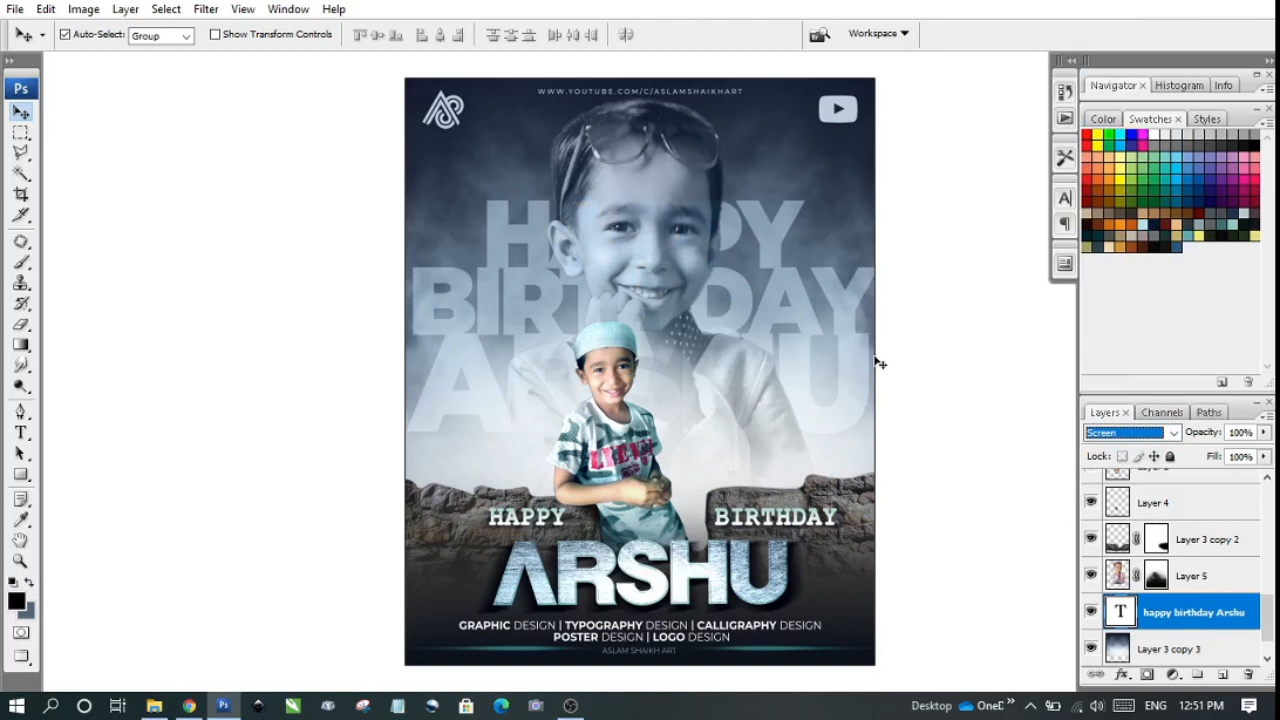 File Edit Image Layer Select Filter View Window Help
Auto-Select: Group Show Transform Controls Workspace
Ps
Navigator Histogram Info
Color Swatches Styles
WWW.YOUTUBE.COM/C/ASLAMSHAIKHART
HAPPY
BIRTHDAY
ARSHU
HAPPY BIRTHDAY
ARSHU
GRAPHIC DESIGN | TYPOGRAPHY DESIGN | CALLIGRAPHY DESIGN
POSTER DESIGN | LOGO DESIGN
ASLAM SHAIKH ART
Layers Channels Paths
Screen Opacity: 100%
Lock: Fill: 100%
Layer 4
Layer 3 copy 2
Layer 5
T happy birthday Arshu
Layer 3 copy 3
Desktop OneD ENG 12:51 PM